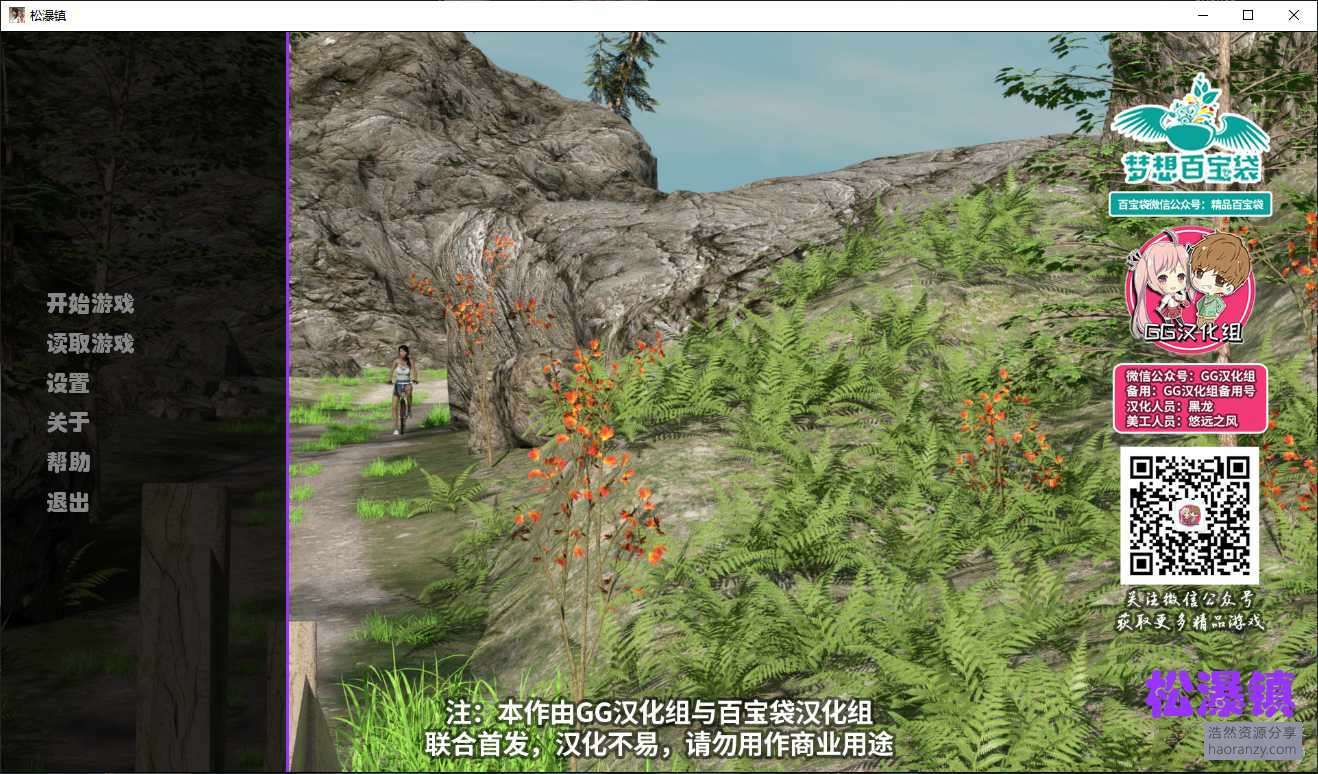 松瀑镇
开始游戏
读取游戏
设置
关于
帮助
退出
梦想百宝袋
百宝袋微信公众号：精品百宝袋
GG汉化组
微信公众号：GG汉化组
备用：GG汉化组备用号
汉化人员：黑龙
美工人员：悠远之风
关注微信公众号
获取更多精品游戏
注：本作由GG汉化组与百宝袋汉化组
联合首发，汉化不易，请勿用作商业用途
松瀑镇
浩然资源分享
haoranzy.com